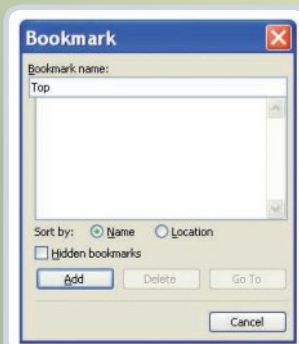 Bookmark
Bookmark name:
Top
Sort by: Name Location
Hidden bookmarks
Add Delete Go To
Cancel